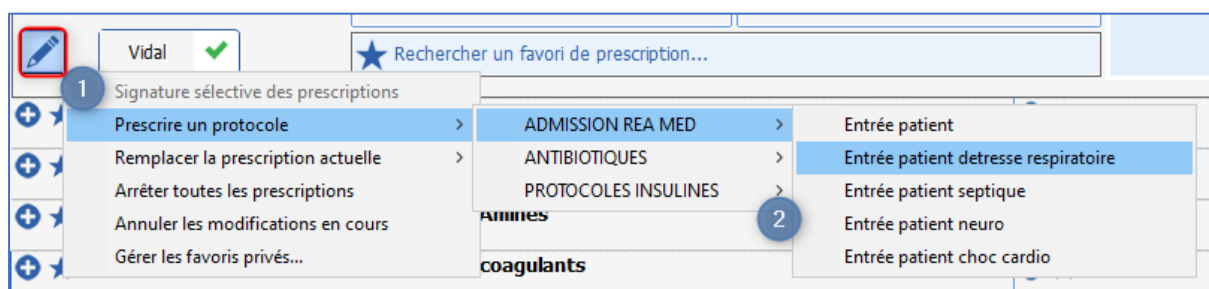 Vidal
Rechercher un favori de prescription...
1
Signature sélective des prescriptions
Prescrire un protocole
Remplacer la prescription actuelle
Arrêter toutes les prescriptions
Annuler les modifications en cours
Gérer les favoris privés...
ADMISSION REA MED
ANTIBIOTIQUES
PROTOCOLES INSULINES
Amines
coagulants
2
Entrée patient
Entrée patient detresse respiratoire
Entrée patient septique
Entrée patient neuro
Entrée patient choc cardio